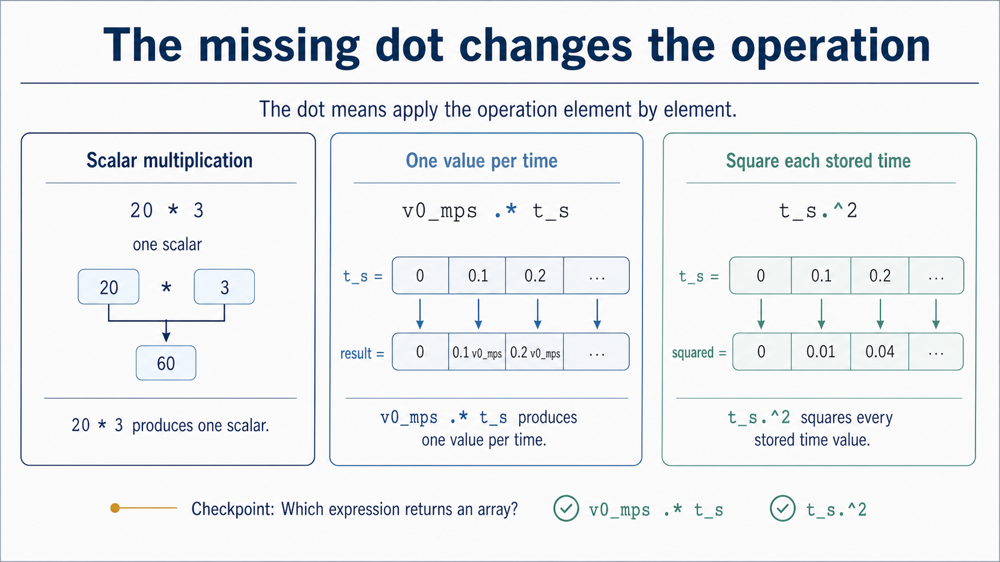 The missing dot changes the operation
The dot means apply the operation element by element.
Scalar multiplication
20 * 3
one scalar
20 * 3
60
20 * 3 produces one scalar.
One value per time
v0_mps .* t_s
t_s = 0 0.1 0.2 ...
result = 0 0.1 v0_mps 0.2 v0_mps ...
v0_mps .* t_s produces
one value per time.
Square each stored time
t_s.^2
t_s = 0 0.1 0.2 ...
squared = 0 0.01 0.04 ...
t_s.^2 squares every
stored time value.
Checkpoint: Which expression returns an array? v0_mps .* t_s t_s.^2